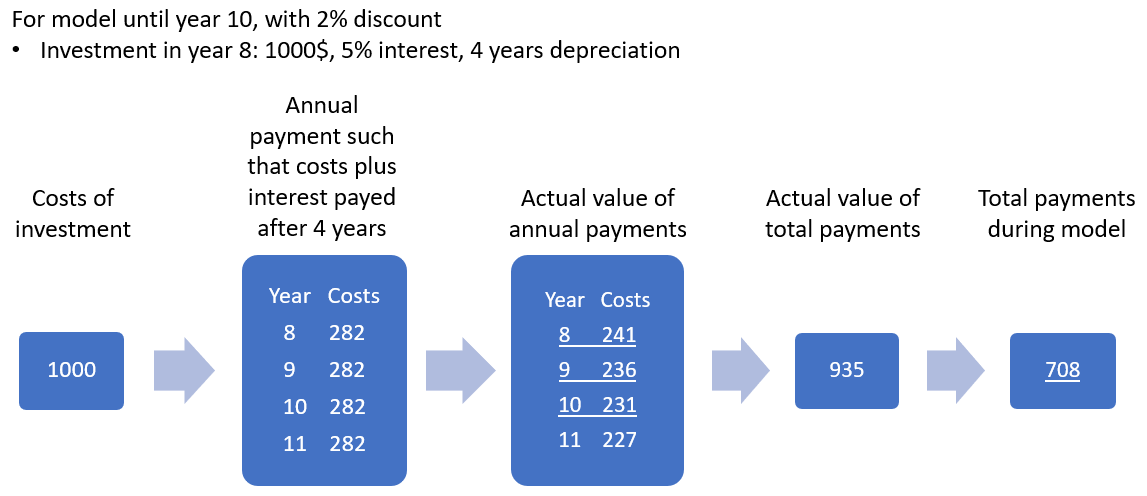 For model until year 10, with 2% discount
• Investment in year 8: 1000$, 5% interest, 4 years depreciation
Costs of
investment
1000
Annual
payment such
that costs plus
interest payed
after 4 years
Year Costs
8 282
9 282
10 282
11 282
Actual value of
annual payments
Year Costs
8 241
9 236
10 231
11 227
Actual value of
total payments
935
Total payments
during model
708